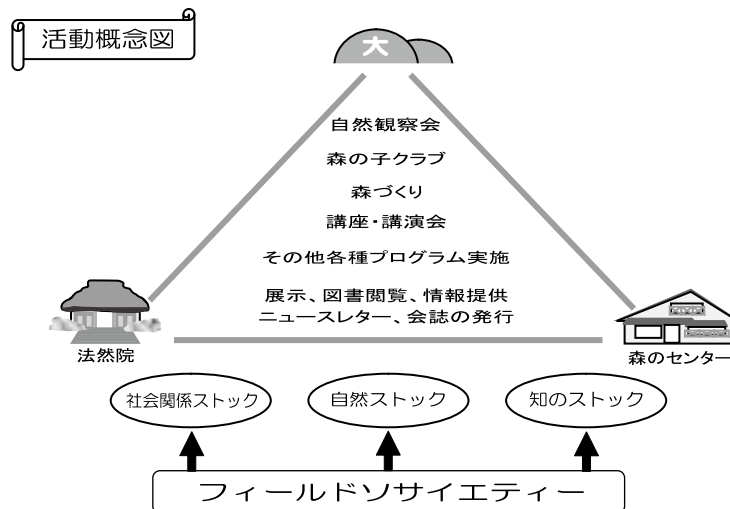 活動概念図
大
自然観察会
森の子クラブ
森づくり
講座・講演会
その他各種プログラム実施
展示、図書閲覧、情報提供
ニュースレター、会誌の発行
法然院
森のセンター
社会関係ストック
自然ストック
知のストック
フィールドソサイエティー